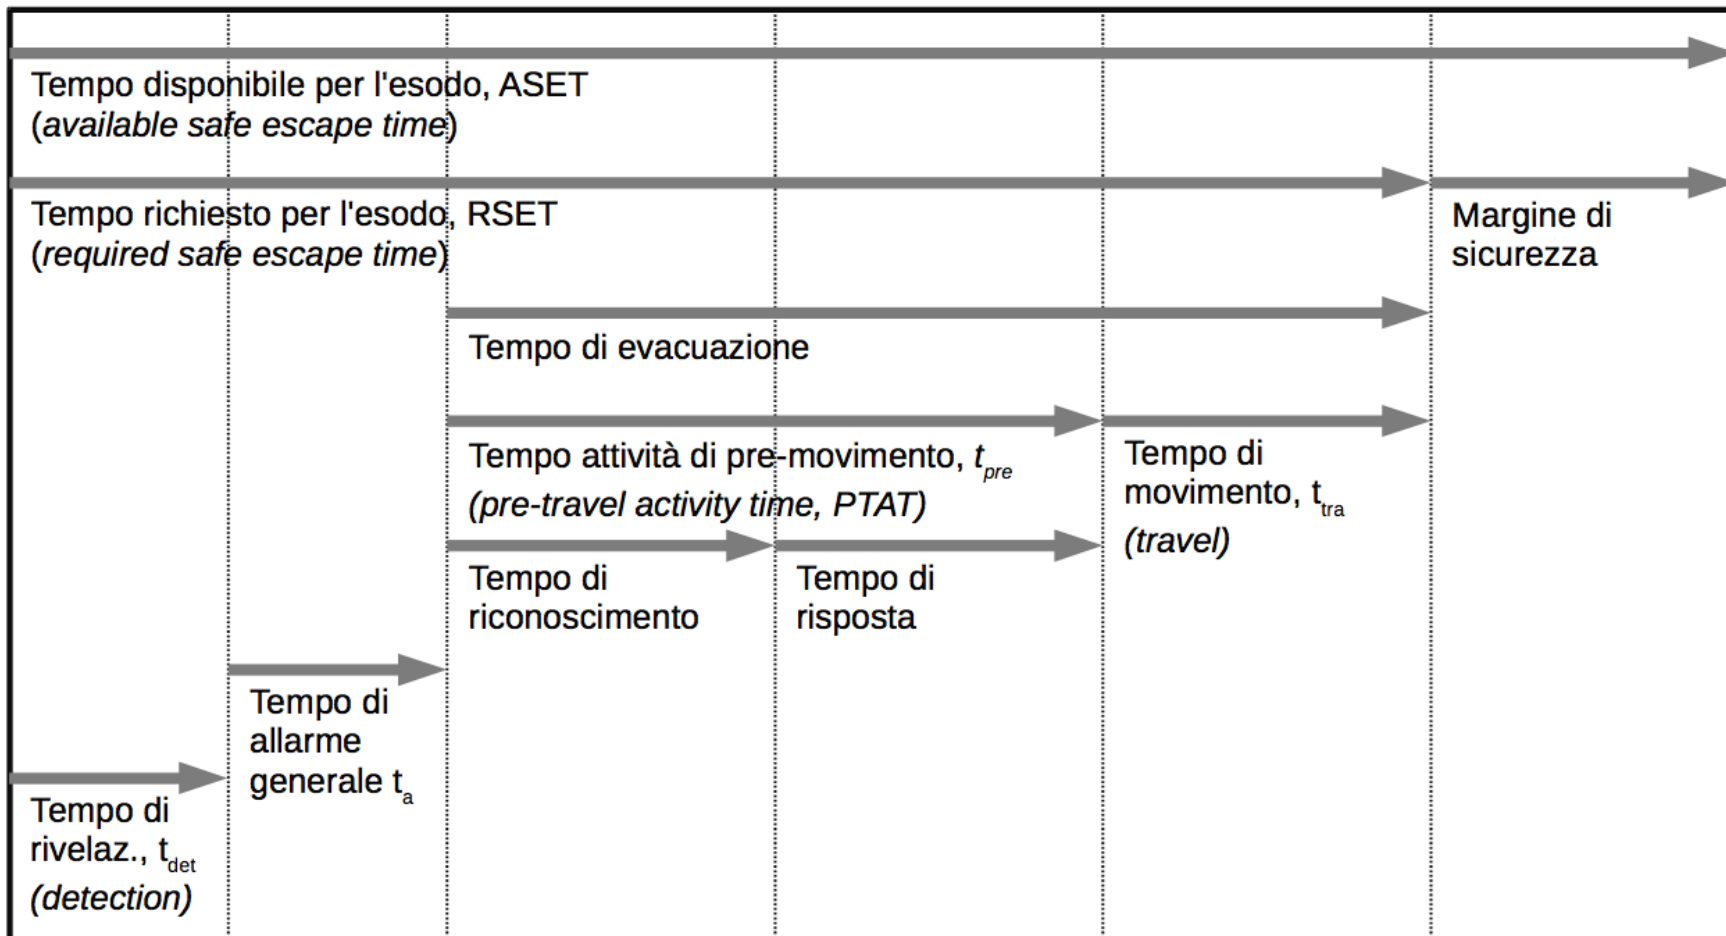 Tempo disponibile per l'esodo, ASET
(available safe escape time)
Tempo richiesto per l'esodo, RSET
(required safe escape time)
Margine di
sicurezza
Tempo di evacuazione
Tempo attività di pre-movimento, tpre
(pre-travel activity time, PTAT)
Tempo di
movimento, ttra
(travel)
Tempo di
riconoscimento
Tempo di
risposta
Tempo di
allarme
generale ta
Tempo di
rivelaz., tdet
(detection)